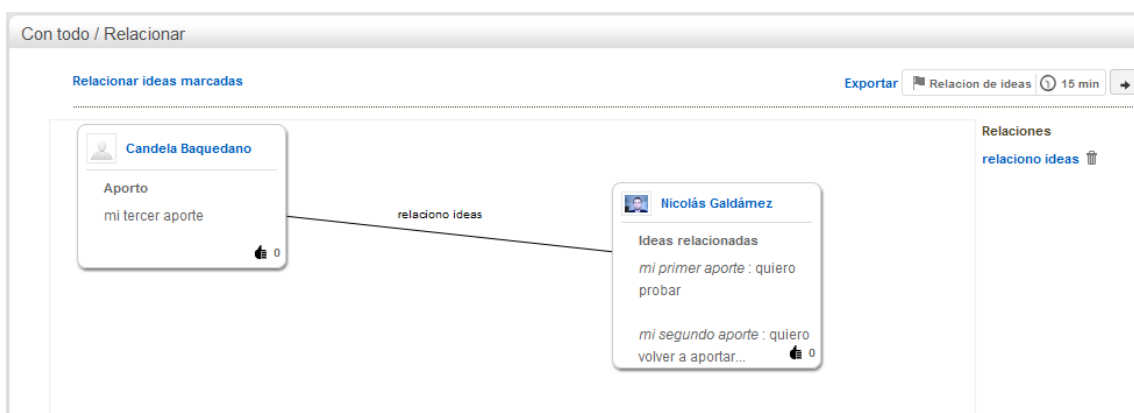 Con todo / Relacionar
Relacionar ideas marcadas
Exportar
Relacion de ideas
15 min
Relaciones
relaciono ideas
Candela Baquedano
Aporto
mi tercer aporte
0
relaciono ideas
Nicolás Galdámez
Ideas relacionadas
mi primer aporte : quiero
probar
mi segundo aporte : quiero
volver a aportar...
0